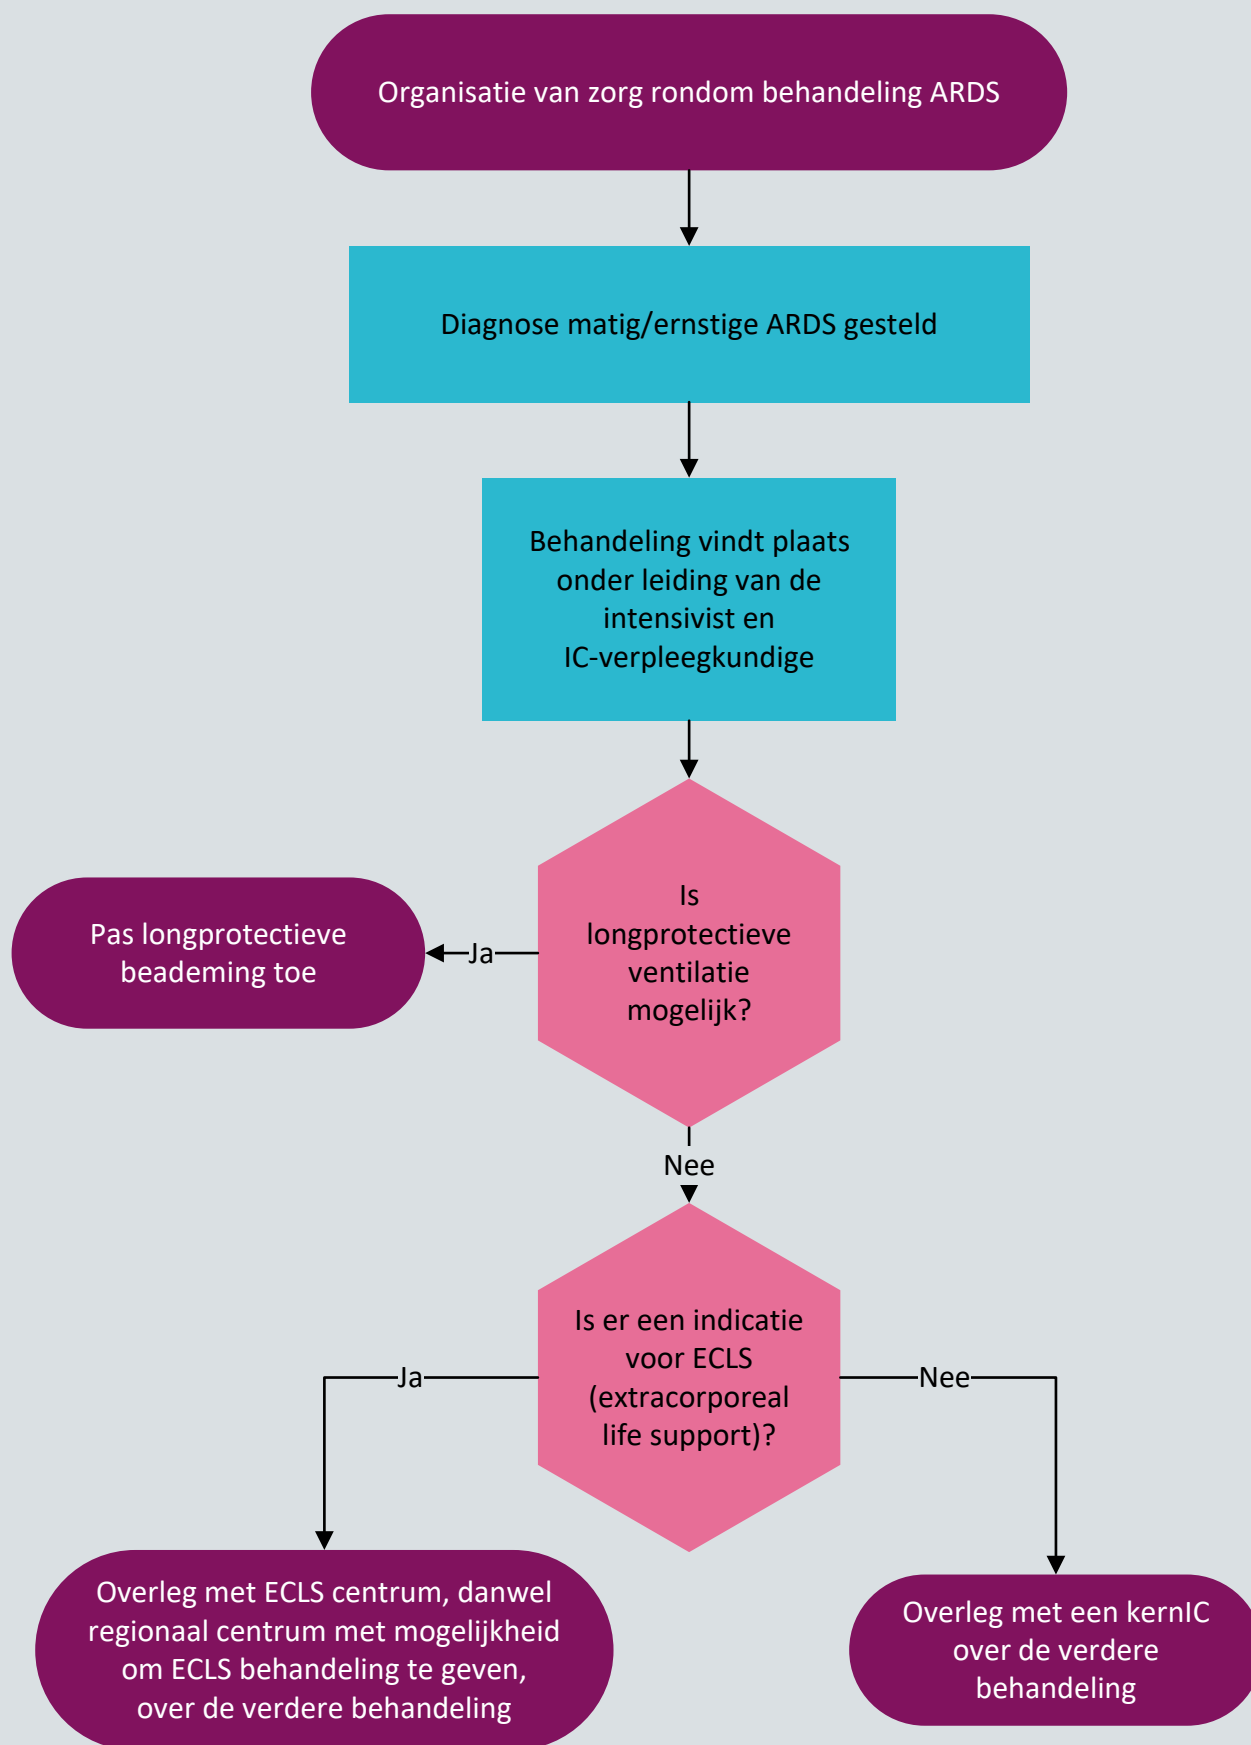 Organisatie van zorg rondom behandeling ARDS
Diagnose matig/ernstige ARDS gesteld
Behandeling vindt plaats
onder leiding van de
intensivist en
IC-verpleegkundige
Is
longprotectieve
ventilatie
mogelijk?
Ja
Pas longprotectieve
beademing toe
Nee
Is er een indicatie
voor ECLS
(extracorporeal
life support)?
Ja
Nee
Overleg met ECLS centrum, danwel
regionaal centrum met mogelijkheid
om ECLS behandeling te geven,
over de verdere behandeling
Overleg met een kernIC
over de verdere
behandeling